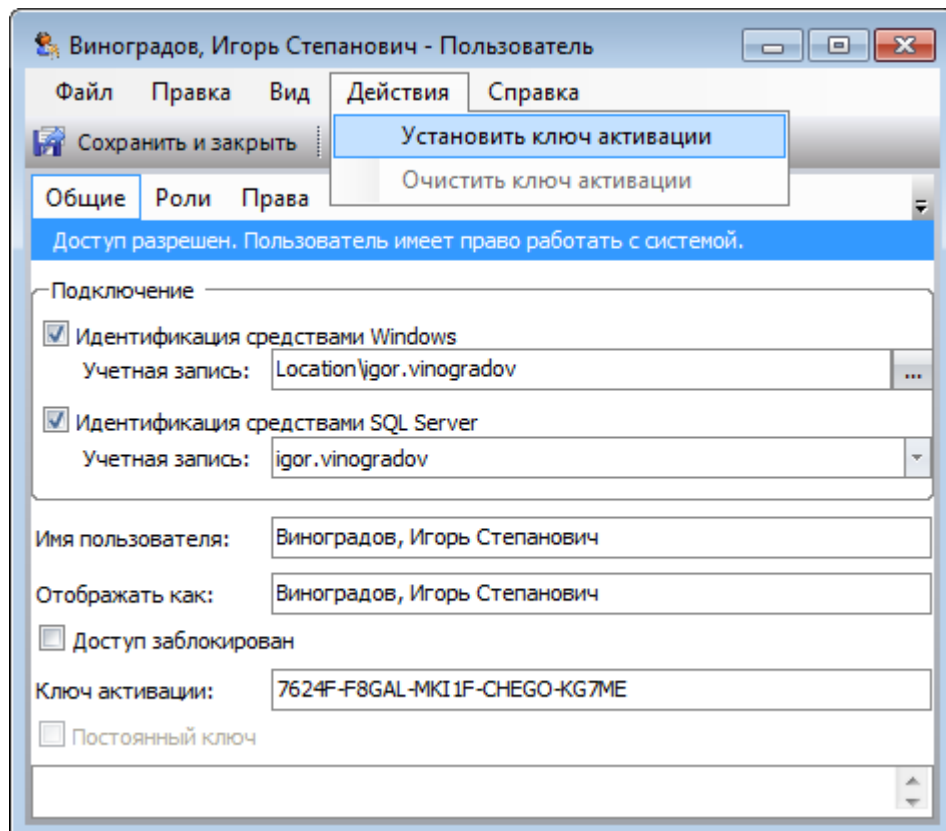 Виноградов, Игорь Степанович - Пользователь
Файл Правка Вид Действия Справка
Сохранить и закрыть
Установить ключ активации
Очистить ключ активации
Общие Роли Права
Доступ разрешен. Пользователь имеет право работать с системой.
Подключение
Идентификация средствами Windows
Учетная запись: Location\igor.vinogradov ...
Идентификация средствами SQL Server
Учетная запись: igor.vinogradov
Имя пользователя: Виноградов, Игорь Степанович
Отображать как: Виноградов, Игорь Степанович
Доступ заблокирован
Ключ активации: 7624F-F8GAL-MKI1F-CHEGO-KG7ME
Постоянный ключ